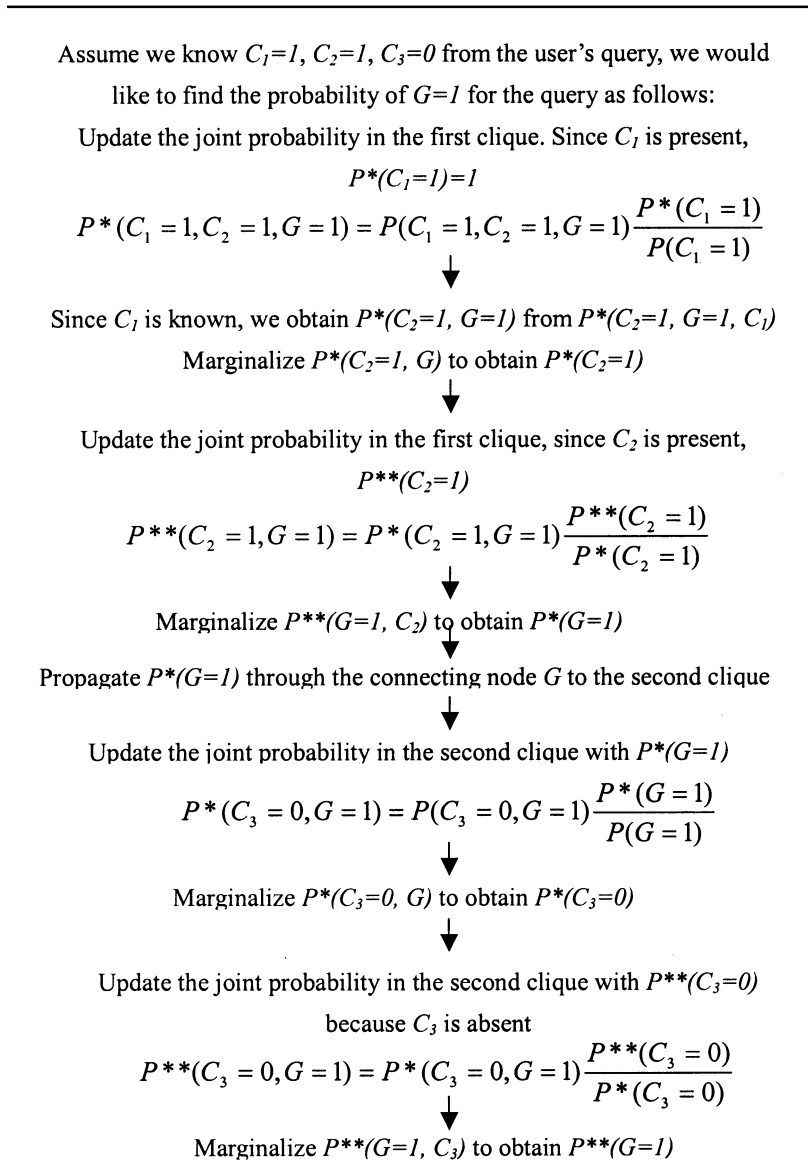 Assume we know C₁=1, C₂=1, C₃=0 from the user's query, we would
like to find the probability of G=1 for the query as follows:
Update the joint probability in the first clique. Since C₁ is present,
P*(C₁=1)=1
P*(C₁ = 1, C₂ = 1, G = 1) = P(C₁ = 1, C₂ = 1, G = 1) P*(C₁ = 1) / P(C₁ = 1)
Since C₁ is known, we obtain P*(C₂=1, G=1) from P*(C₂=1, G=1, C₁)
Marginalize P*(C₂=1, G) to obtain P*(C₂=1)
Update the joint probability in the first clique, since C₂ is present,
P**(C₂=1)
P**(C₂ = 1, G = 1) = P*(C₂ = 1, G = 1) P**(C₂ = 1) / P*(C₂ = 1)
Marginalize P**(G=1, C₂) to obtain P*(G=1)
Propagate P*(G=1) through the connecting node G to the second clique
Update the joint probability in the second clique with P*(G=1)
P*(C₃ = 0, G = 1) = P(C₃ = 0, G = 1) P*(G = 1) / P(G = 1)
Marginalize P*(C₃=0, G) to obtain P*(C₃=0)
Update the joint probability in the second clique with P**(C₃=0)
because C₃ is absent
P**(C₃ = 0, G = 1) = P*(C₃ = 0, G = 1) P**(C₃ = 0) / P*(C₃ = 0)
Marginalize P**(G=1, C₃) to obtain P**(G=1)